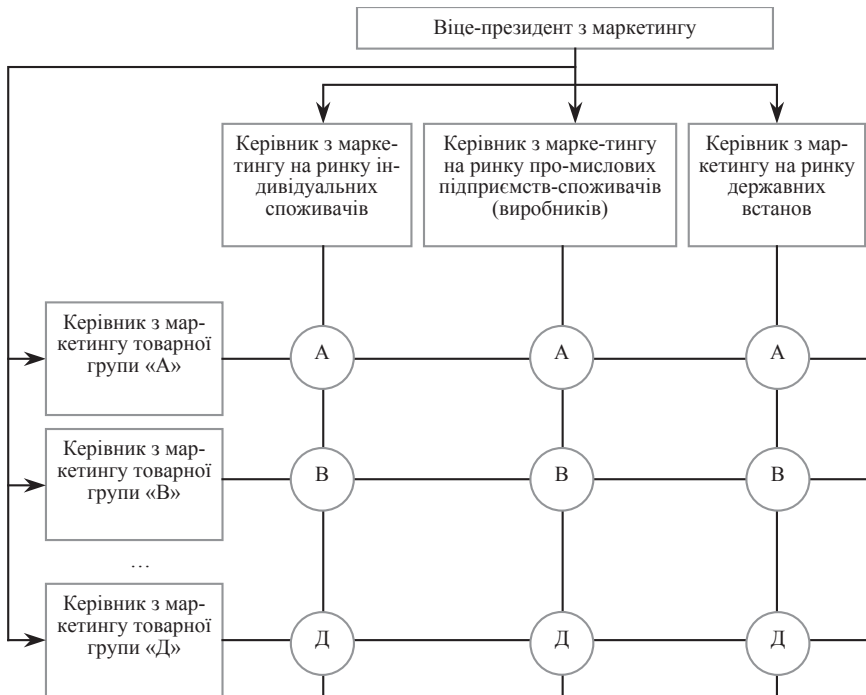 Віце-президент з маркетингу
Керівник з марке-
тингу на ринку ін-
дивідуальних
споживачів
Керівник з марке-тингу
на ринку про-мислових
підприємств-споживачів
(виробників)
Керівник з мар-
кетингу на ринку
державних
встанов
Керівник з мар-
кетингу товарної
групи «А»
А
А
А
Керівник з мар-
кетингу товарної
групи «В»
В
В
В
…
Керівник з мар-
кетингу товарної
групи «Д»
Д
Д
Д